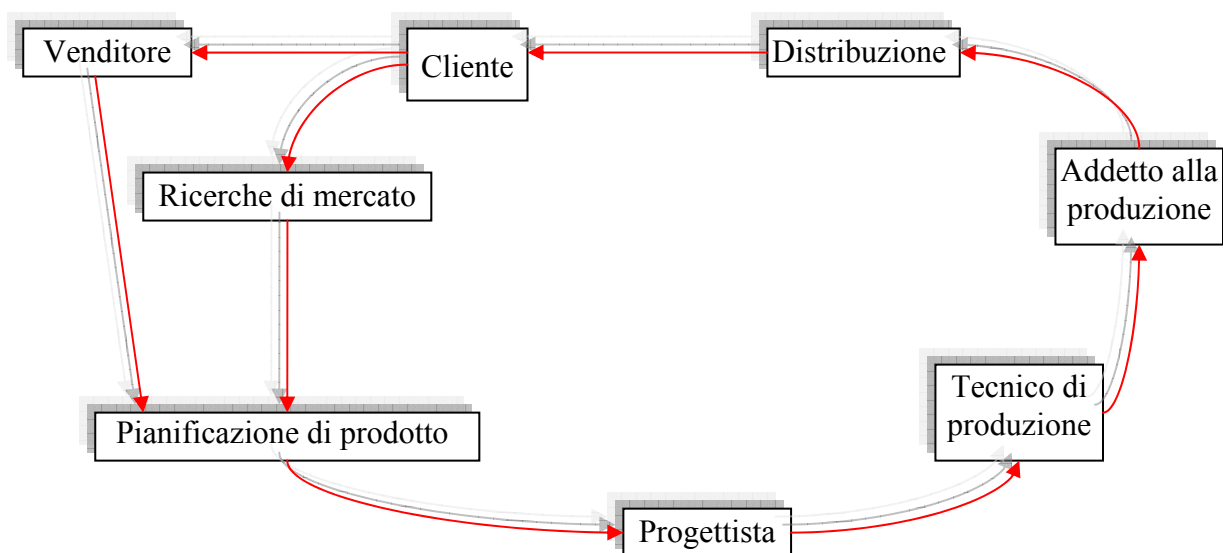 Venditore
Cliente
Distribuzione
Ricerche di mercato
Addetto alla
produzione
Pianificazione di prodotto
Tecnico di
produzione
Progettista